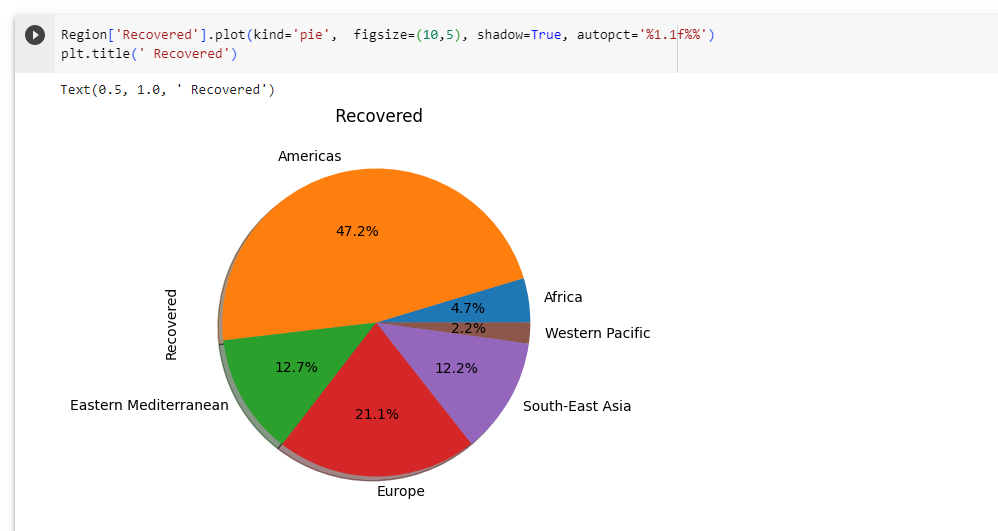 Region['Recovered'].plot(kind='pie',  figsize=(10,5), shadow=True, autopct='%1.1f%%')
plt.title(' Recovered')
Text(0.5, 1.0, ' Recovered')
Recovered
Americas
47.2%
Africa
4.7%
Recovered
2.2%
Western Pacific
12.7%
12.2%
Eastern Mediterranean
South-East Asia
21.1%
Europe